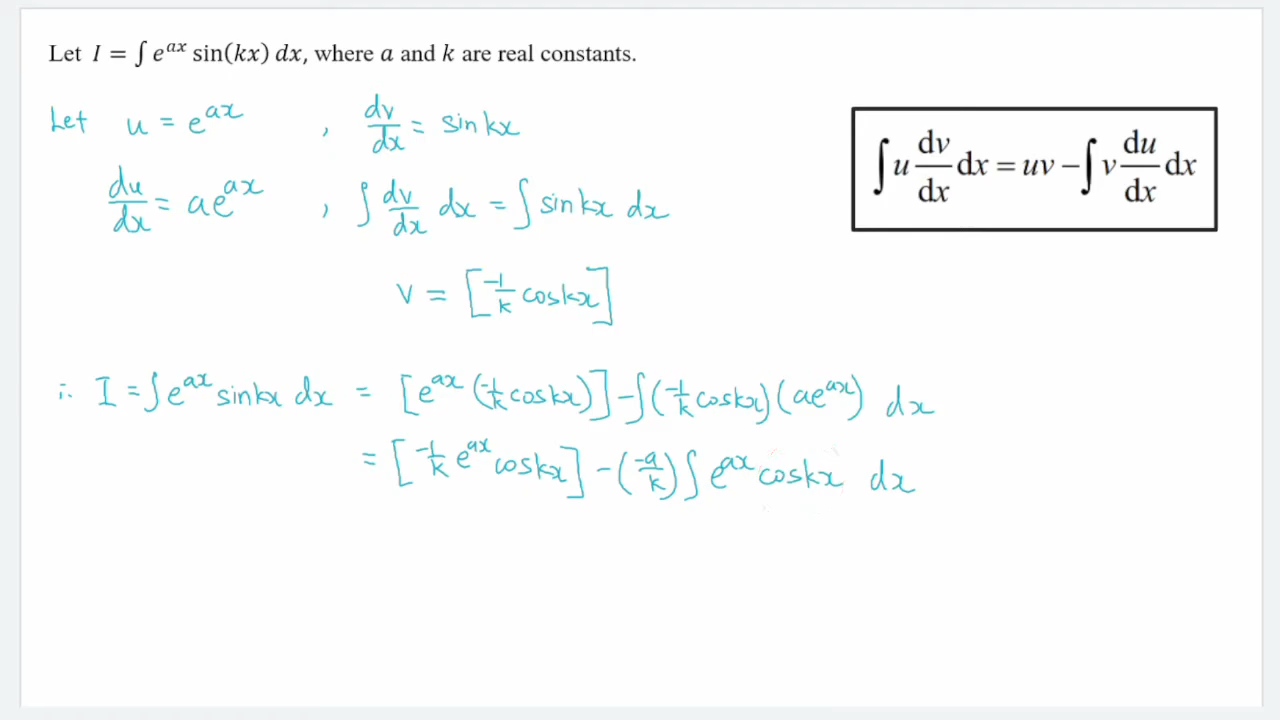 Let I = ∫ e^{ax} sin(kx) dx, where a and k are real constants.
Let u = e^{ax} , dv/dx = sin kx
du/dx = ae^{ax} , ∫ dv/dx dx = ∫ sin kx dx
∫ u dv/dx dx = uv − ∫ v du/dx dx
v = [-1/k cos kx]
∴ I = ∫ e^{ax} sin kx dx = [e^{ax} (-1/k cos kx)] - ∫ (-1/k cos kx) (ae^{ax}) dx
= [-1/k e^{ax} cos kx] - (-a/k) ∫ e^{ax} cos kx dx